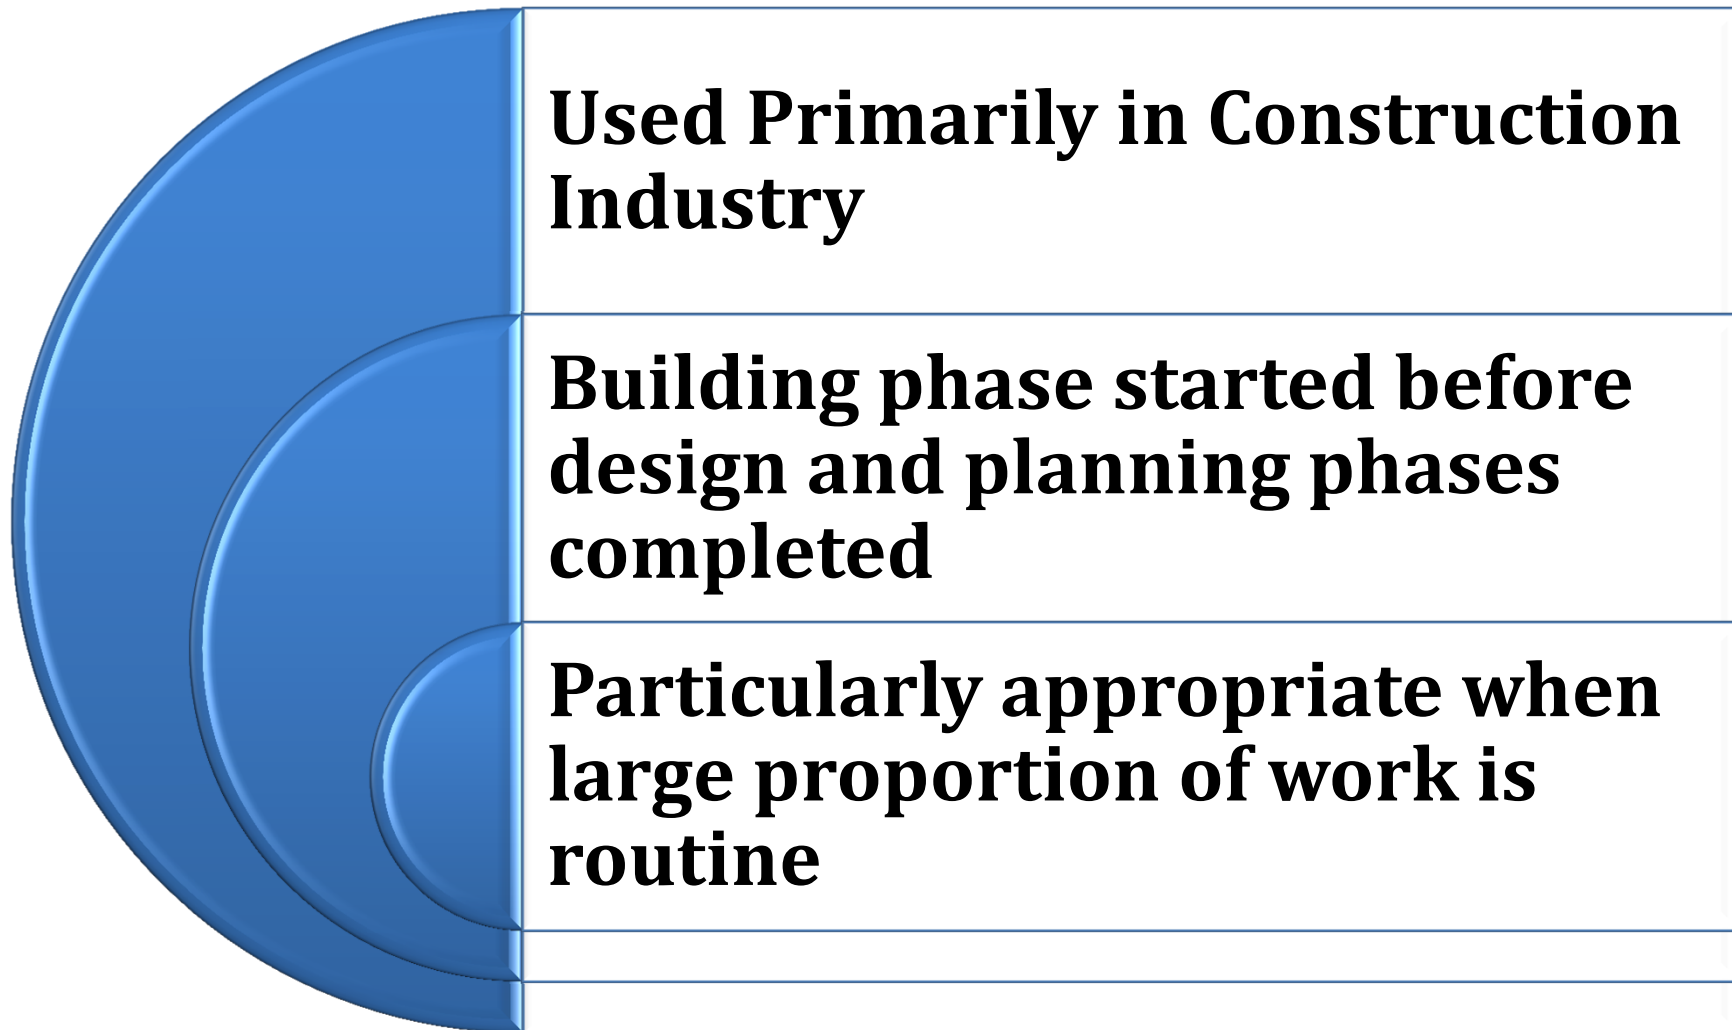 Used Primarily in Construction
Industry
Building phase started before
design and planning phases
completed
Particularly appropriate when
large proportion of work is
routine